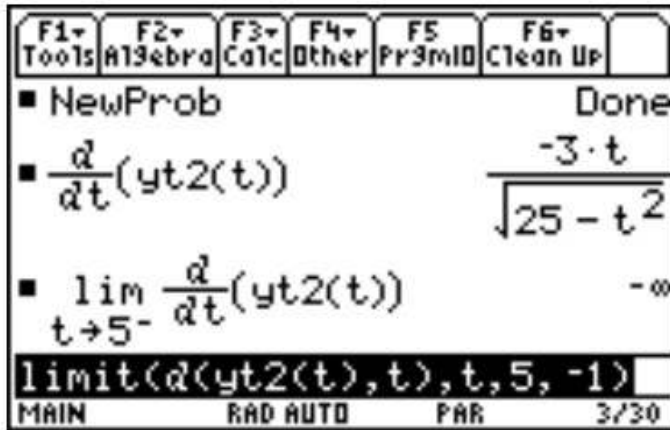 F1▾ F2▾ F3▾ F4▾ F5 F6▾
Tools Algebra Calc Other PrgmIO Clean Up
▪ NewProb Done
▪ d/dt(yt2(t)) -3·t/√(25 - t²)
▪ lim t→5⁻ d/dt(yt2(t)) -∞
limit(d(yt2(t),t),t,5,-1)
MAIN RAD AUTO PAR 3/30